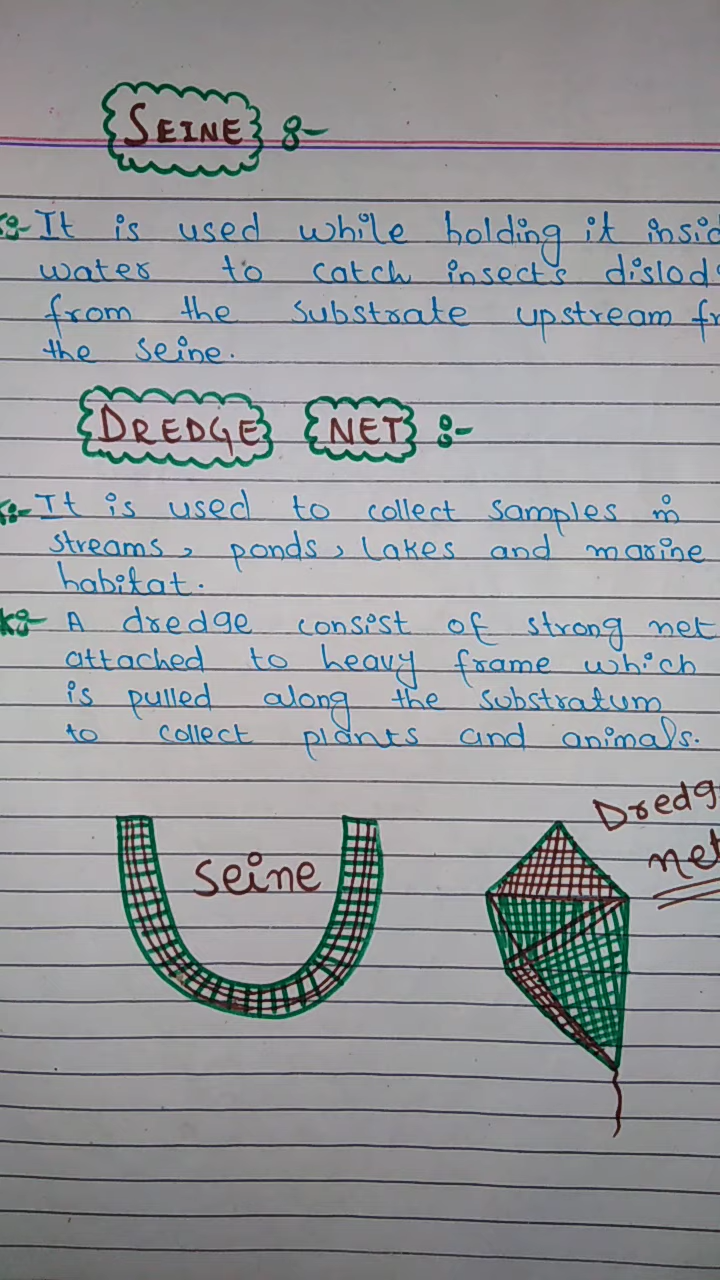 SEINE :-
It is used while holding it insid
water to catch insects dislod
from the substrate upstream fr
the seine.
DREDGE NET :-
It is used to collect samples in
streams, ponds, lakes and marine
habitat.
A dredge consist of strong net
attached to heavy frame which
is pulled along the substratum
to collect plants and animals.
Dredg
net
seine